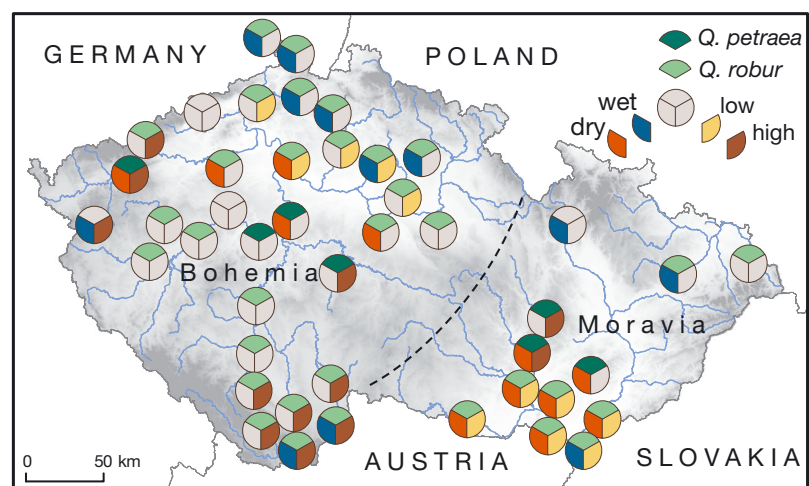 GERMANY
POLAND
Q. petraea
Q. robur
wet
low
dry
high
Bohemia
Moravia
0 50 km
AUSTRIA
SLOVAKIA